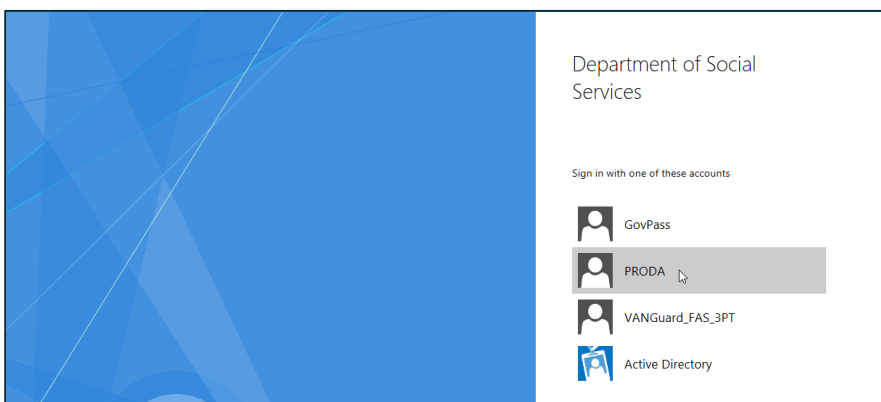 Department of Social
Services
Sign in with one of these accounts
GovPass
PRODA
VANGuard_FAS_3PT
Active Directory